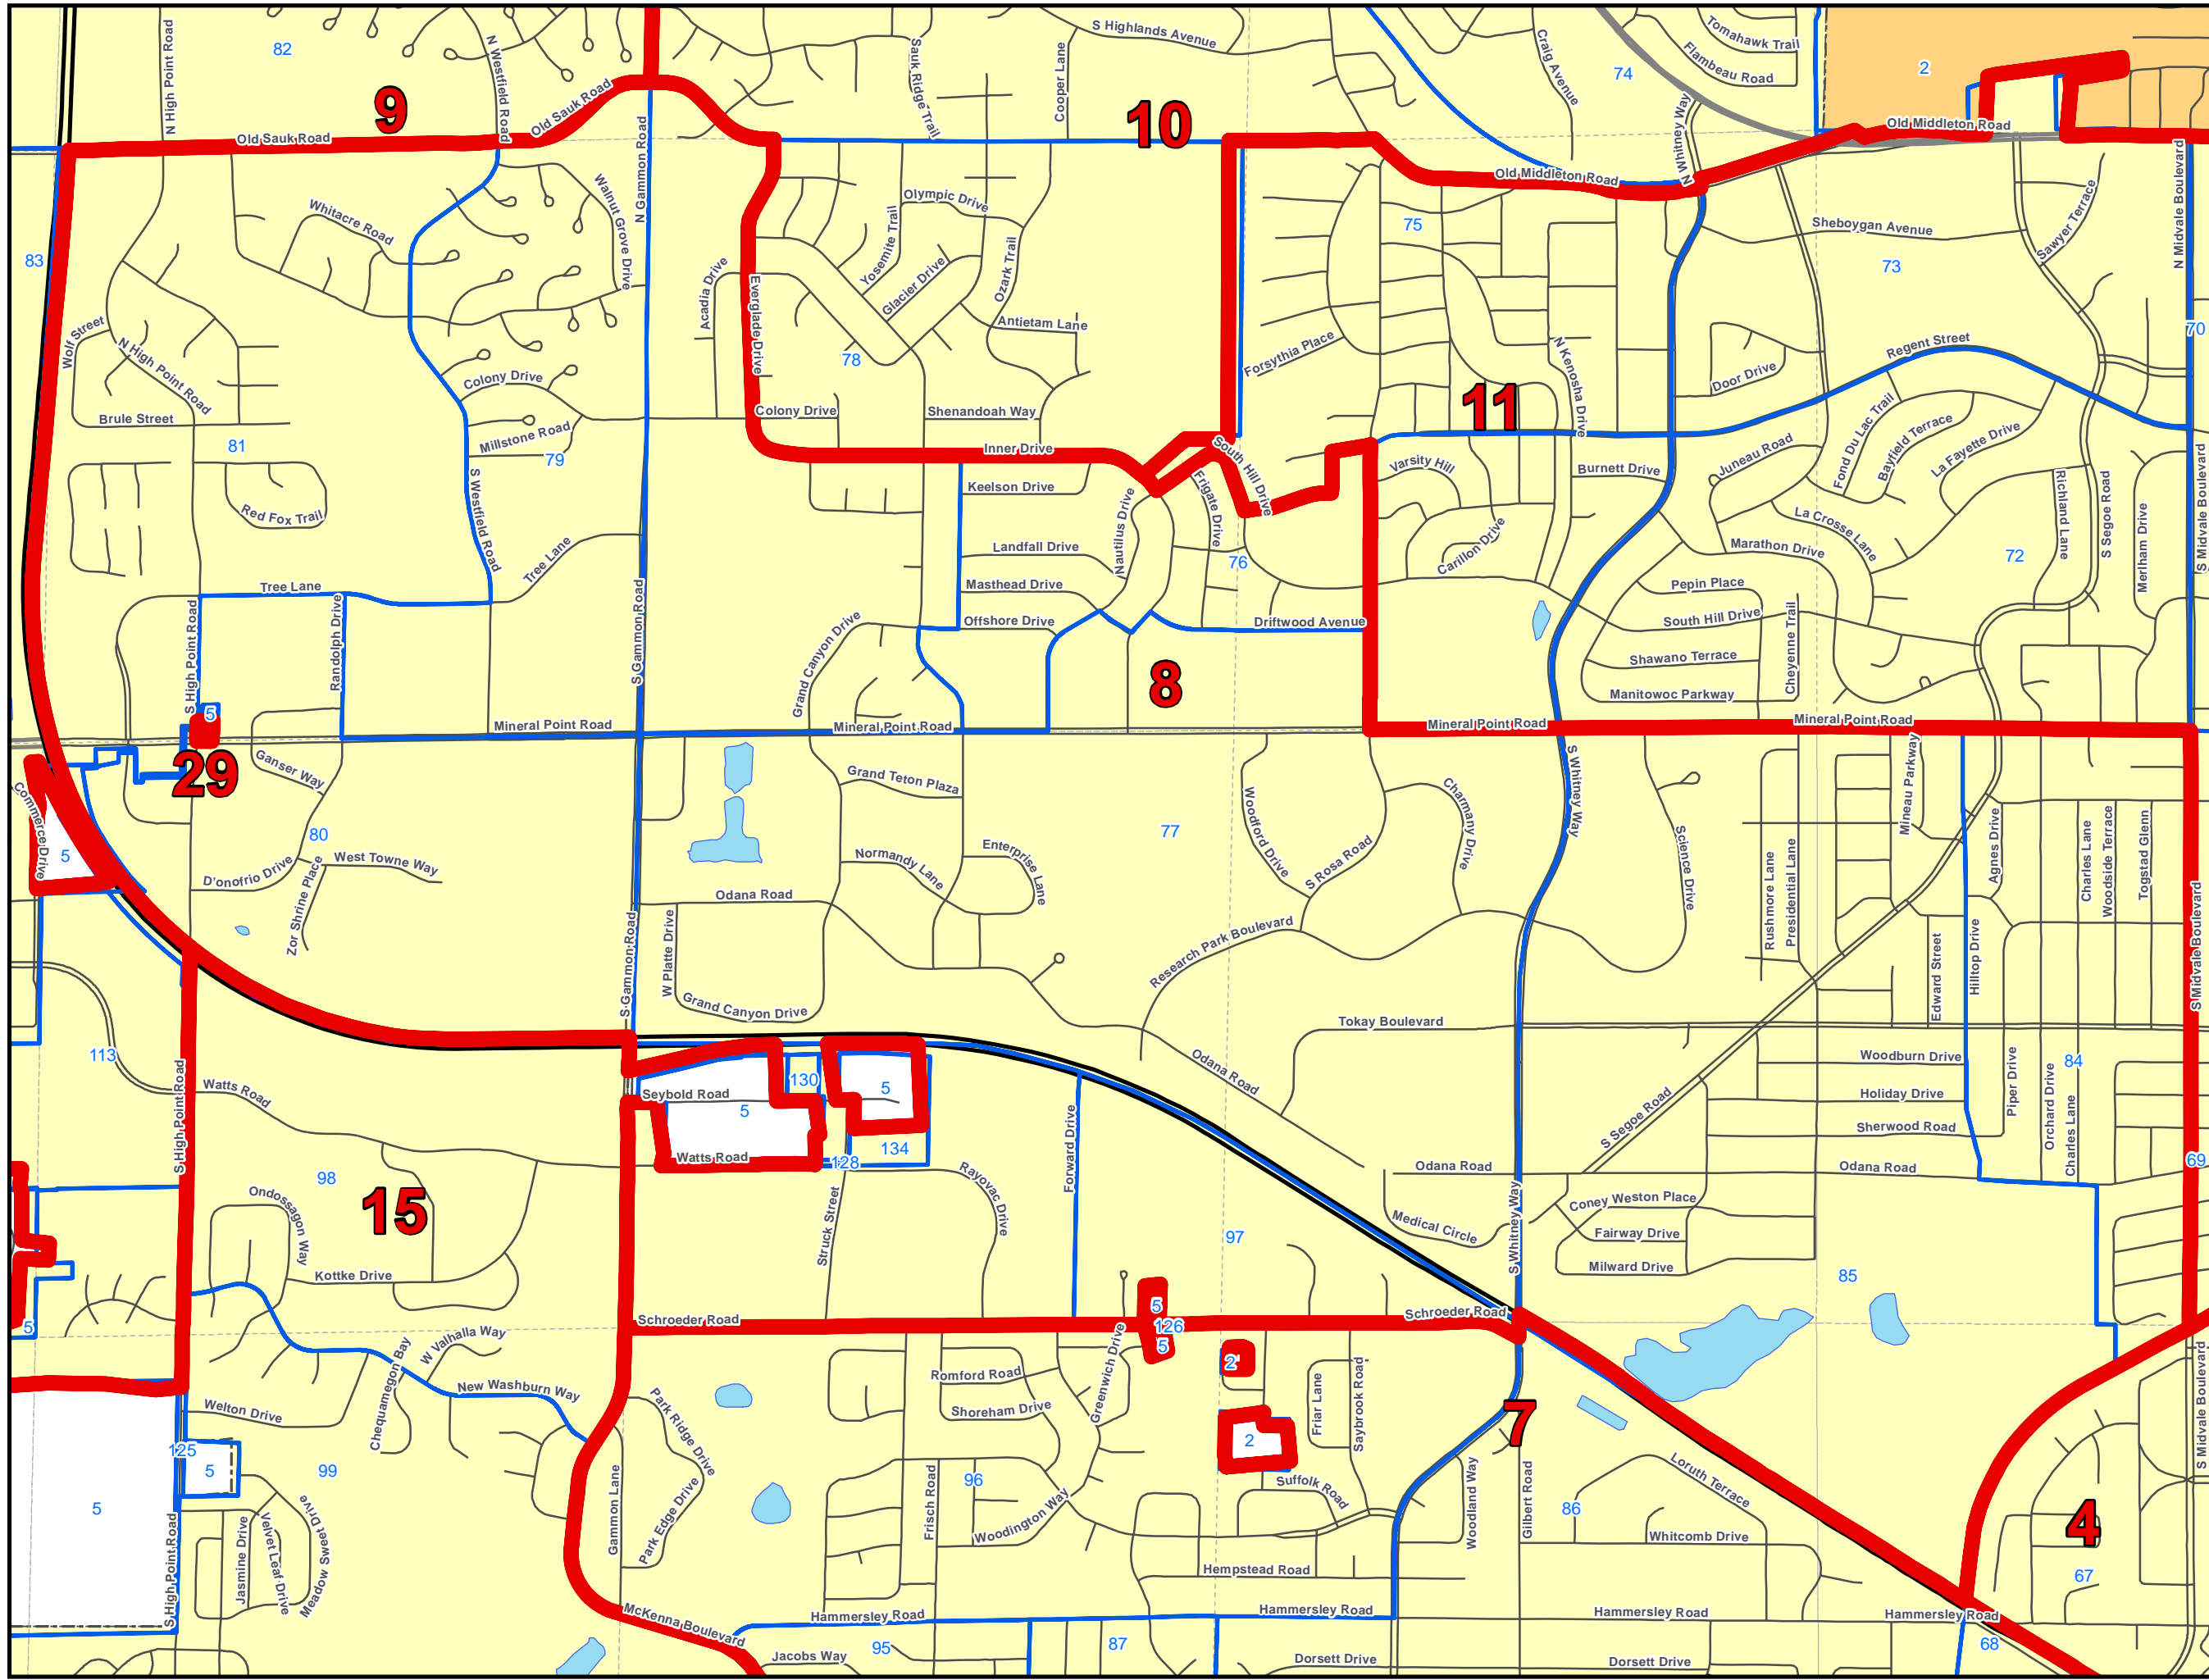 S Highlands Avenue
Tomahawk Trail
N High Point Road
82
N Westfield Road
Sauk Ridge Trail
Cooper Lane
Craig Avenue
Flambeau Road
74
2
9
Old Sauk Road
Old Sauk Road
10
N Whitney Way
Old Middleton Road
N Gammon Road
Old Middleton Road
N Midvale Boulevard
Whitacre Road
Walnut Grove Drive
Olympic Drive
75
Sheboygan Avenue
Sawyer Terrace
83
Yosemite Trail
Glacier Drive
Ozark Trail
73
Acadia Drive
Everglade Drive
Wolf Street
N High Point Road
78
Antietam Lane
Forsythia Place
N Kenosha Drive
Regent Street
70
Colony Drive
Door Drive
Brule Street
Colony Drive
Shenandoah Way
11
Fond Du Lac Trail
Bayfield Terrace
La Fayette Drive
81
Millstone Road
79
Inner Drive
South Hill Drive
Varsity Hill
Burnett Drive
Juneau Road
S Westfield Road
Keelson Drive
Frigate Drive
Richland Lane
S Segoe Road
Merlham Drive
S Midvale Boulevard
Red Fox Trail
Nautilus Drive
La Crosse Lane
Tree Lane
Landfall Drive
76
Carillon Drive
Marathon Drive
72
Tree Lane
Masthead Drive
Pepin Place
S High Point Road
Randolph Drive
S Gammon Road
Grand Canyon Drive
Offshore Drive
Driftwood Avenue
South Hill Drive
Cheyenne Trail
Shawano Terrace
8
Manitowoc Parkway
5
Mineral Point Road
Mineral Point Road
Mineral Point Road
Mineral Point Road
29
Ganser Way
Grand Teton Plaza
Woodford Drive
Charmany Drive
S Whitney Way
Mineau Parkway
Commerce Drive
5
80
77
Agnes Drive
Charles Lane
Woodside Terrace
Togstad Glenn
D'onofrio Drive
Zor Shrine Place
West Towne Way
Normandy Lane
Enterprise Lane
S Rosa Road
Science Drive
Rushmore Lane
Presidential Lane
Odana Road
W Platte Drive
S Gammon Road
Research Park Boulevard
Edward Street
Hilltop Drive
S Midvale Boulevard
Grand Canyon Drive
Tokay Boulevard
113
Odana Road
Woodburn Drive
84
Watts Road
Seybold Road
130
5
5
Holiday Drive
Piper Drive
Orchard Drive
Charles Lane
S High Point Road
S Segoe Road
Sherwood Road
Watts Road
128
134
Forward Drive
Odana Road
Odana Road
69
98
15
Ondossagon Way
Struck Street
Rayovac Drive
97
Medical Circle
S Whitney Way
Coney Weston Place
Fairway Drive
Kottke Drive
Milward Drive
85
5
Schroeder Road
5
126
5
Schroeder Road
Chequamegon Bay
W Valhalla Way
2
New Washburn Way
Park Ridge Drive
Romford Road
Greenwich Drive
Friar Lane
Saybrook Road
S Midvale Boulevard
Welton Drive
Shoreham Drive
7
125
5
99
2
5
Gammon Lane
Park Edge Drive
Frisch Road
96
Woodington Way
Suffolk Road
Woodland Way
Gilbert Road
86
Loruth Terrace
4
S High Point Road
Jasmine Drive
Velvet Leaf Drive
Meadow Sweet Drive
Whitcomb Drive
67
Hempstead Road
McKenna Boulevard
Hammersley Road
Hammersley Road
Hammersley Road
Hammersley Road
95
87
68
Jacobs Way
Dorsett Drive
Dorsett Drive